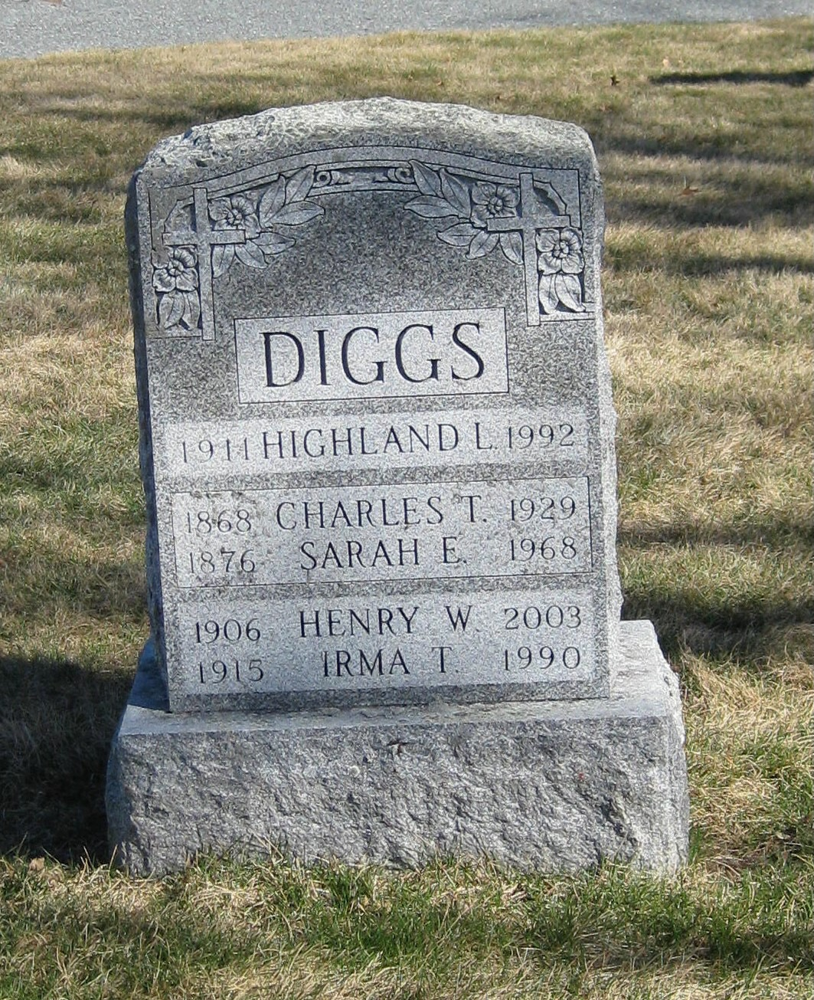 DIGGS
1911 HIGHLAND L. 1992
1868 CHARLES T. 1929
1876 SARAH E. 1968
1906 HENRY W. 2003
1915 IRMA T. 1990